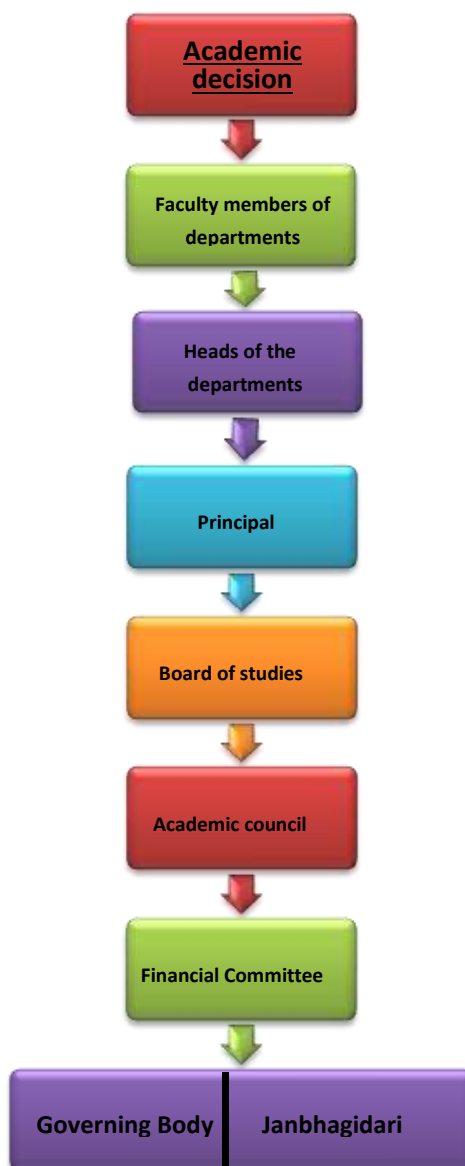 Academic
decision
Faculty members of
departments
Heads of the
departments
Principal
Board of studies
Academic council
Financial Committee
Governing Body
Janbhagidari